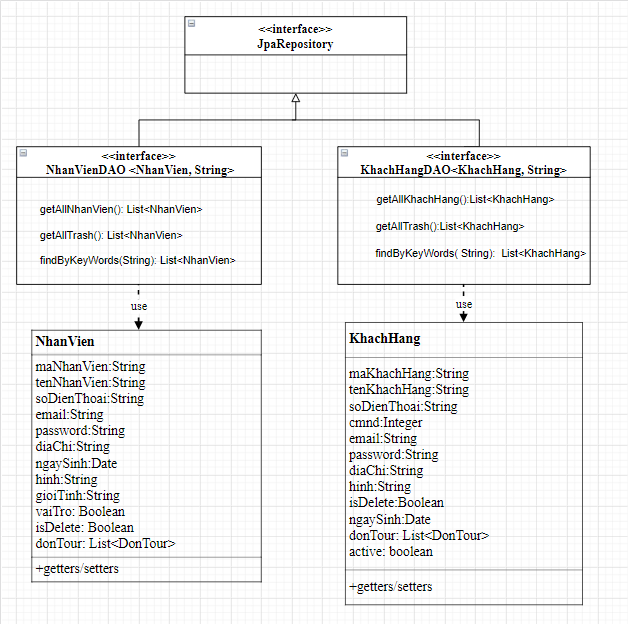 <<interface>>
JpaRepository
<<interface>>
NhanVienDAO <NhanVien, String>
getAllNhanVien(): List<NhanVien>
getAllTrash(): List<NhanVien>
findByKeyWords(String): List<NhanVien>
use
<<interface>>
KhachHangDAO<KhachHang, String>
getAllKhachHang():List<KhachHang>
getAllTrash():List<KhachHang>
findByKeyWords( String): List<KhachHang>
use
NhanVien
maNhanVien:String
tenNhanVien:String
soDienThoai:String
email:String
password:String
diaChi:String
ngaySinh:Date
hinh:String
gioiTinh:String
vaiTro: Boolean
isDelete: Boolean
donTour: List<DonTour>
+getters/setters
KhachHang
maKhachHang:String
tenKhachHang:String
soDienThoai:String
cmnd:Integer
email:String
password:String
diaChi:String
hinh:String
isDelete:Boolean
ngaySinh:Date
donTour: List<DonTour>
active: boolean
+getters/setters